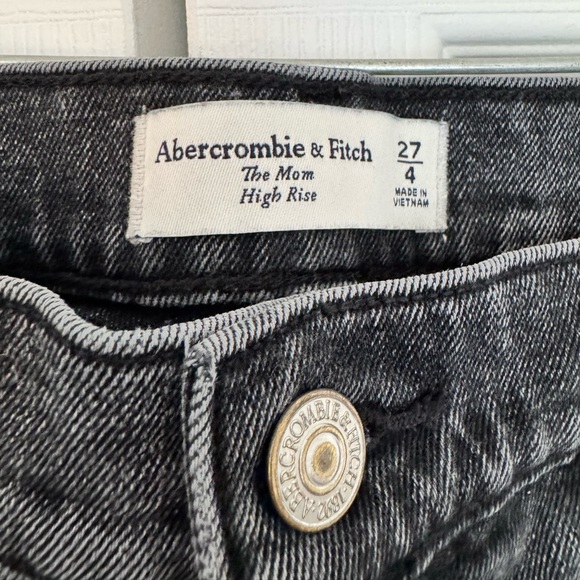 Abercrombie & Fitch
The Mom
High Rise
27
4
MADE IN
VIETNAM
ABERCROMBIE & FITCH 1892